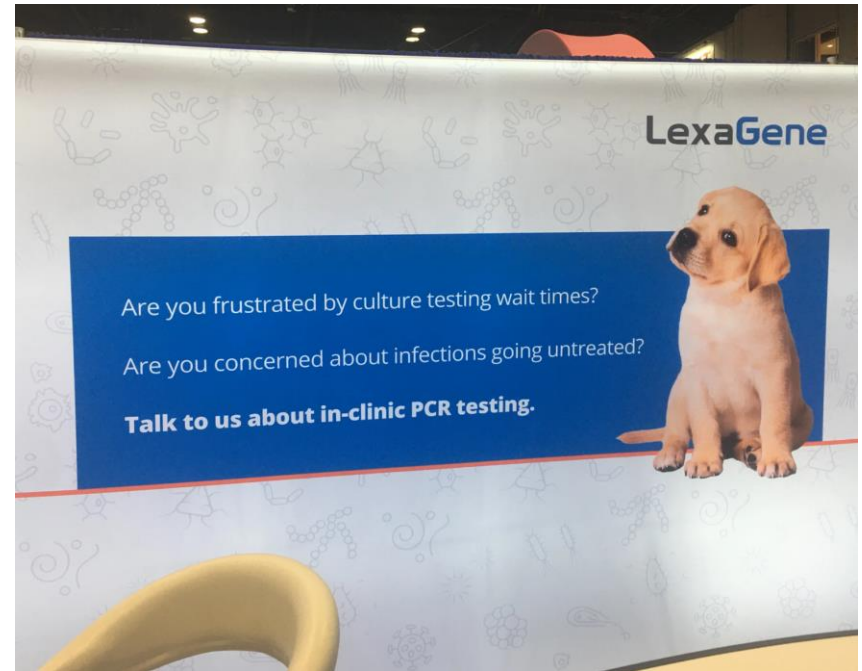 LexaGene
Are you frustrated by culture testing wait times?
Are you concerned about infections going untreated?
Talk to us about in-clinic PCR testing.